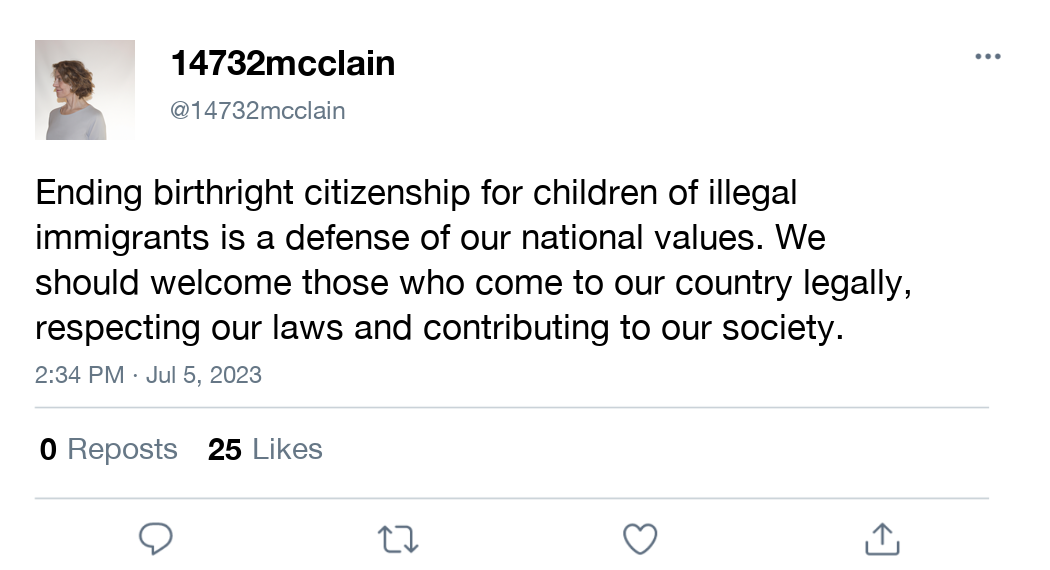 14732mcclain
@14732mcclain
Ending birthright citizenship for children of illegal
immigrants is a defense of our national values. We
should welcome those who come to our country legally,
respecting our laws and contributing to our society.
2:34 PM · Jul 5, 2023
0 Reposts 25 Likes